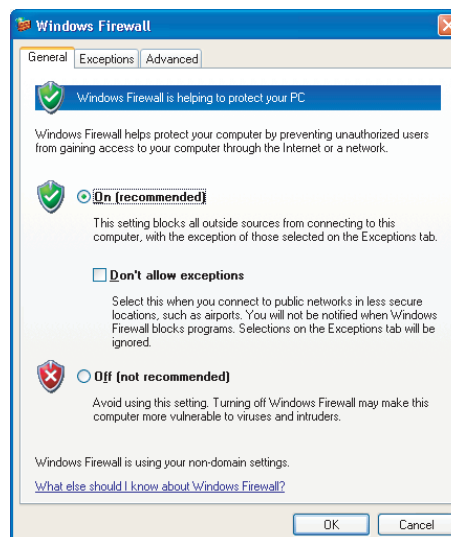 Windows Firewall
General Exceptions Advanced
Windows Firewall is helping to protect your PC
Windows Firewall helps protect your computer by preventing unauthorized users
from gaining access to your computer through the Internet or a network.
On (recommended)
This setting blocks all outside sources from connecting to this
computer, with the exception of those selected on the Exceptions tab.
Don't allow exceptions
Select this when you connect to public networks in less secure
locations, such as airports. You will not be notified when Windows
Firewall blocks programs. Selections on the Exceptions tab will be
ignored.
Off (not recommended)
Avoid using this setting. Turning off Windows Firewall may make this
computer more vulnerable to viruses and intruders.
Windows Firewall is using your non-domain settings.
What else should I know about Windows Firewall?
OK Cancel